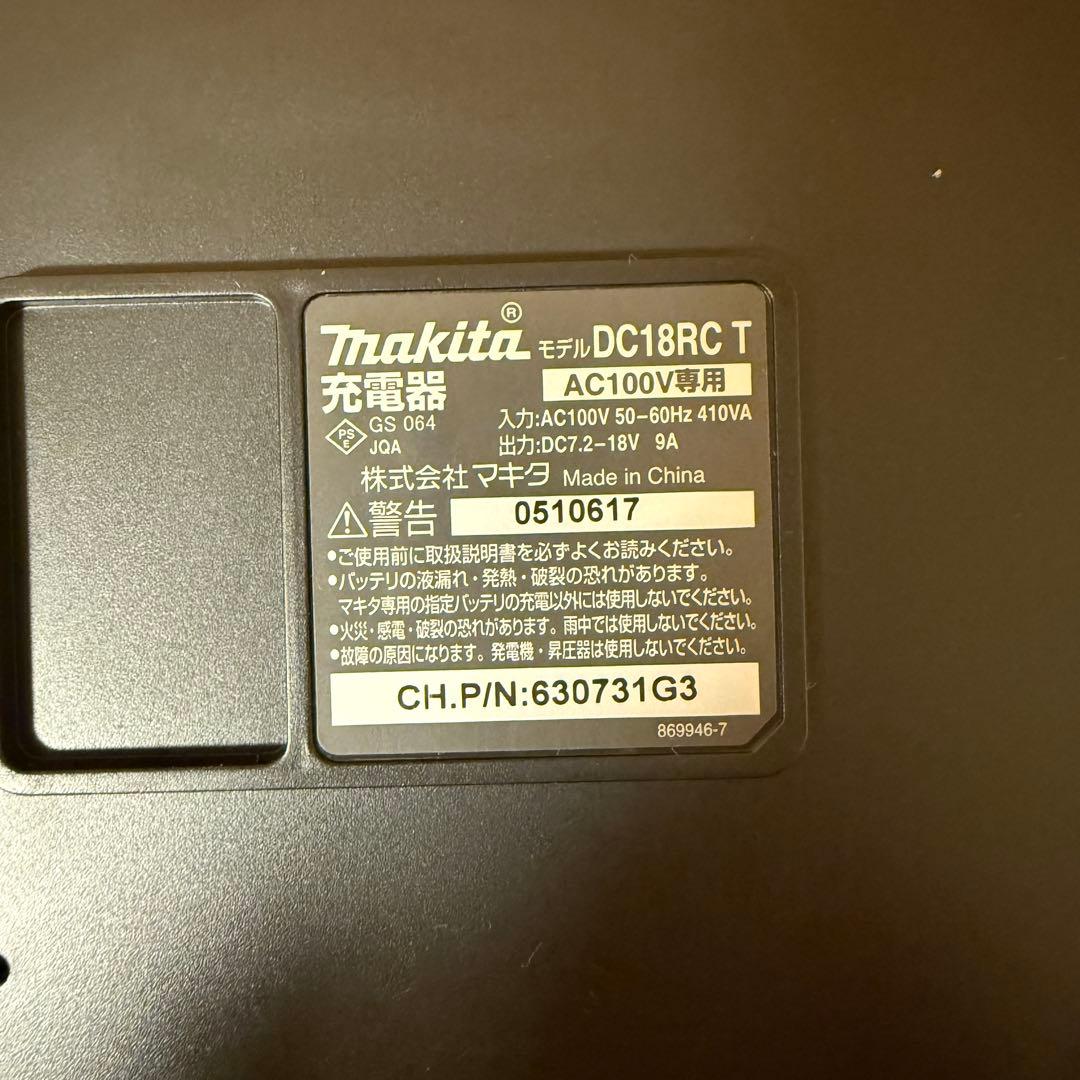 makita® モデル DC18RC T
充電器 AC100V専用
PSE GS 064 入力:AC100V 50-60Hz 410VA
JQA 出力:DC7.2-18V 9A
株式会社マキタ Made in China
警告 0510617
•ご使用前に取扱説明書を必ずよくお読みください。
•バッテリの液漏れ・発熱・破裂の恐れがあります。
マキタ専用の指定バッテリの充電以外には使用しないでください。
•火災・感電・破裂の恐れがあります。雨中では使用しないでください。
•故障の原因になります。発電機・昇圧器は使用しないでください。
CH.P/N:630731G3
869946-7